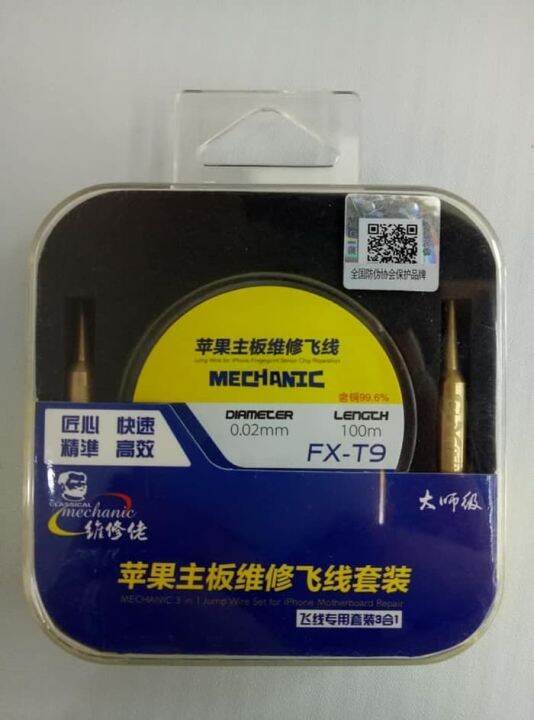 全国防伪协会保护品牌
苹果主板维修飞线
Jump Wire for iPhone Fingerprint Sensor Chip Reparation
MECHANIC
含铜99.6%
DIAMETER LENGTH
0.02mm 100m
FX-T9
匠心 快速
精準 高效
CLASSICAL
mechanic
维修佬
大师级
苹果主板维修飞线套装
MECHANIC 3 in 1 Jump Wire Set for iPhone Motherboard Repair
飞线专用套装3合1